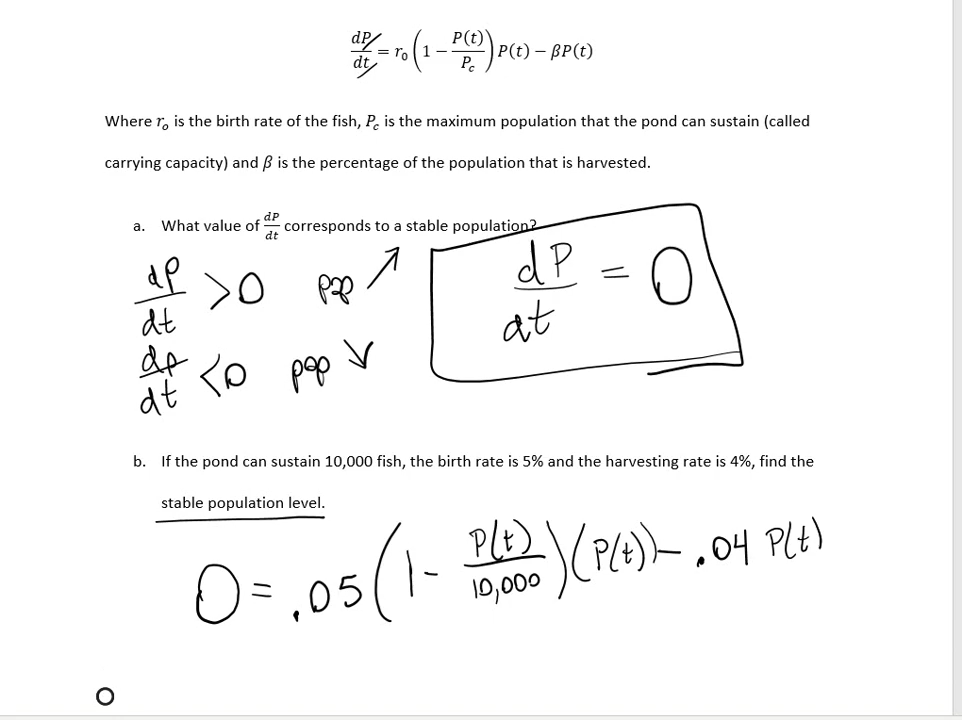 dP/dt = r₀(1 − P(t)/P꜀)P(t) − βP(t)
Where rₒ is the birth rate of the fish, P꜀ is the maximum population that the pond can sustain (called
carrying capacity) and β is the percentage of the population that is harvested.
a. What value of dP/dt corresponds to a stable population?
dP/dt > 0 pop ↗
dP/dt = 0
dp/dt < 0 pop ↘
b. If the pond can sustain 10,000 fish, the birth rate is 5% and the harvesting rate is 4%, find the
stable population level.
0 = .05(1 - P(t)/10,000)(P(t)) - .04 P(t)